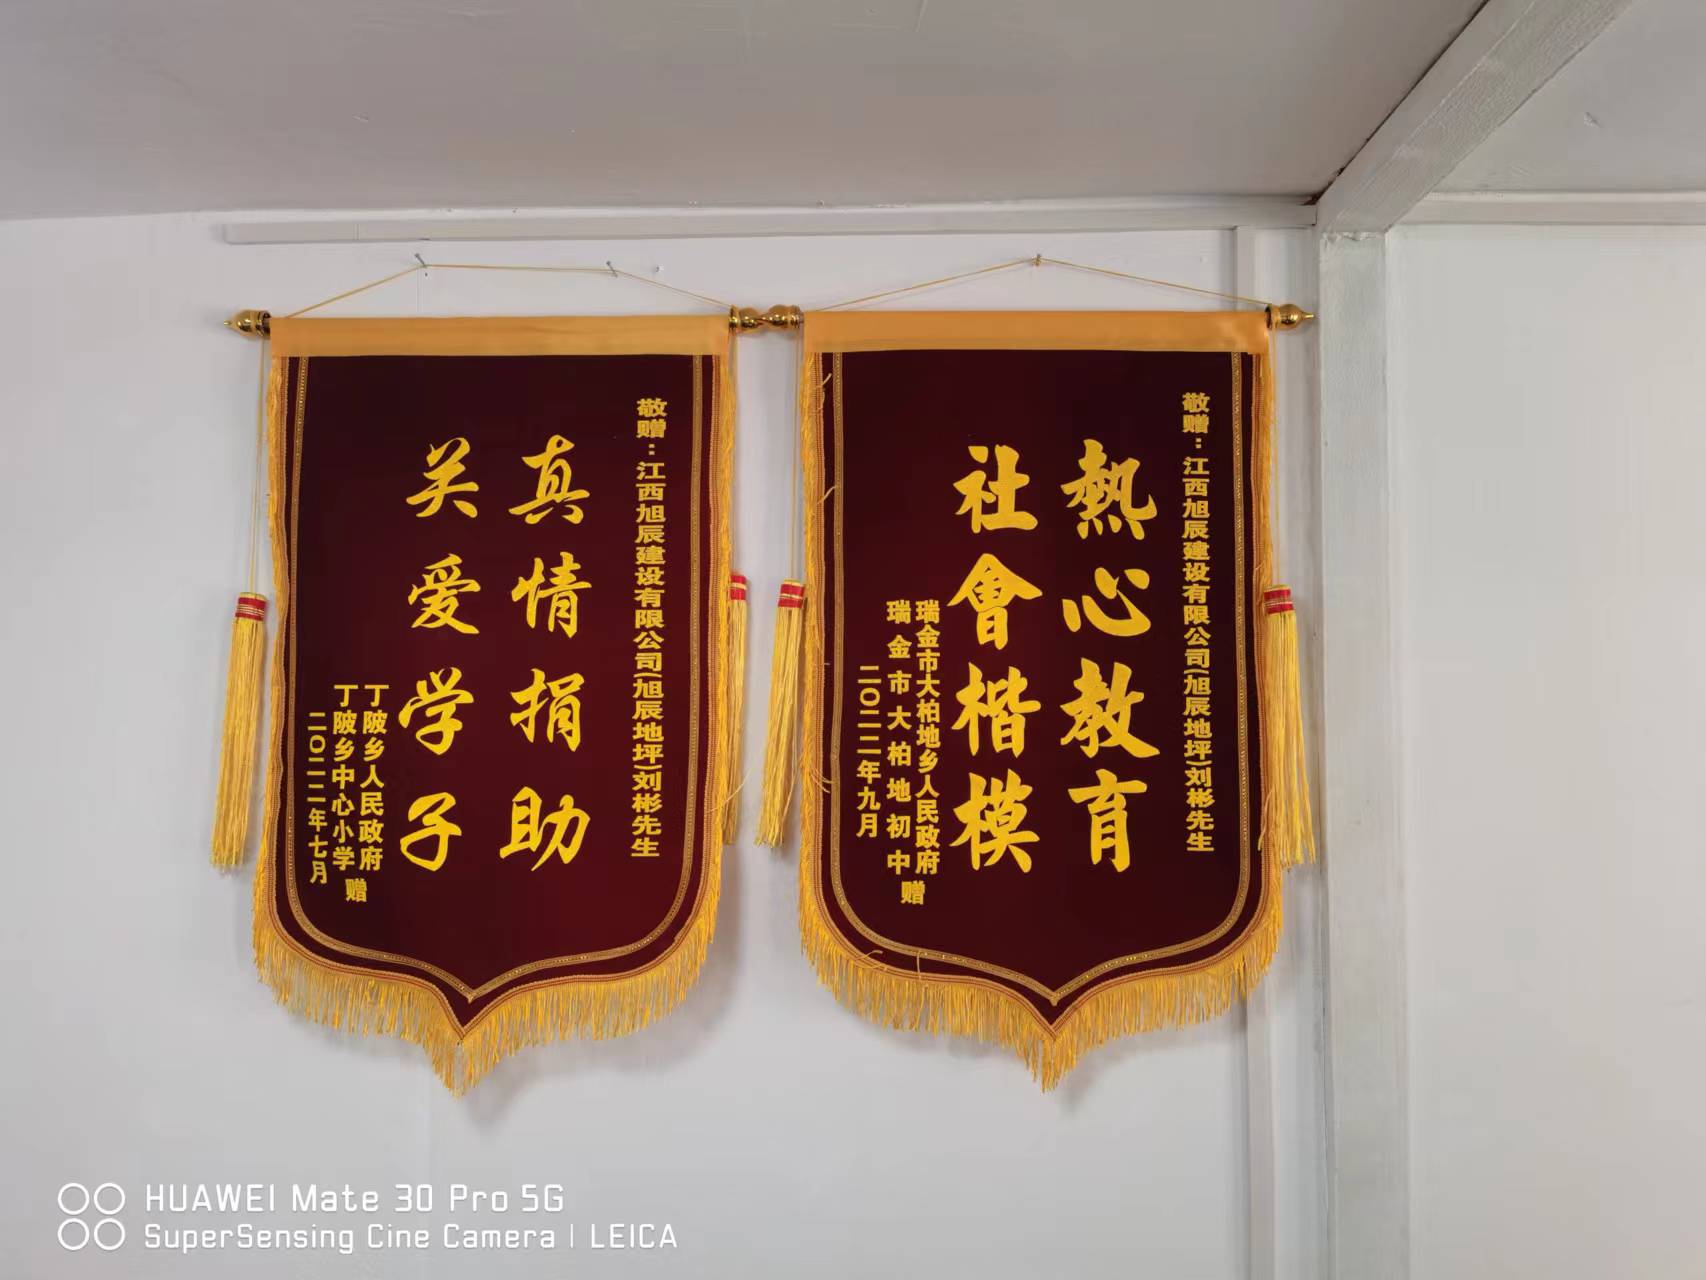 敬赠：江西旭辰建设有限公司(旭辰地坪)刘彬先生
真情捐助
关爱学子
丁陂乡人民政府
丁陂乡中心小学
赠
二〇二二年七月
敬赠：江西旭辰建设有限公司(旭辰地坪)刘彬先生
熱心教育
社會楷模
瑞金市大柏地乡人民政府
瑞金市大柏地初中
赠
二〇二二年九月
HUAWEI Mate 30 Pro 5G
SuperSensing Cine Camera | LEICA